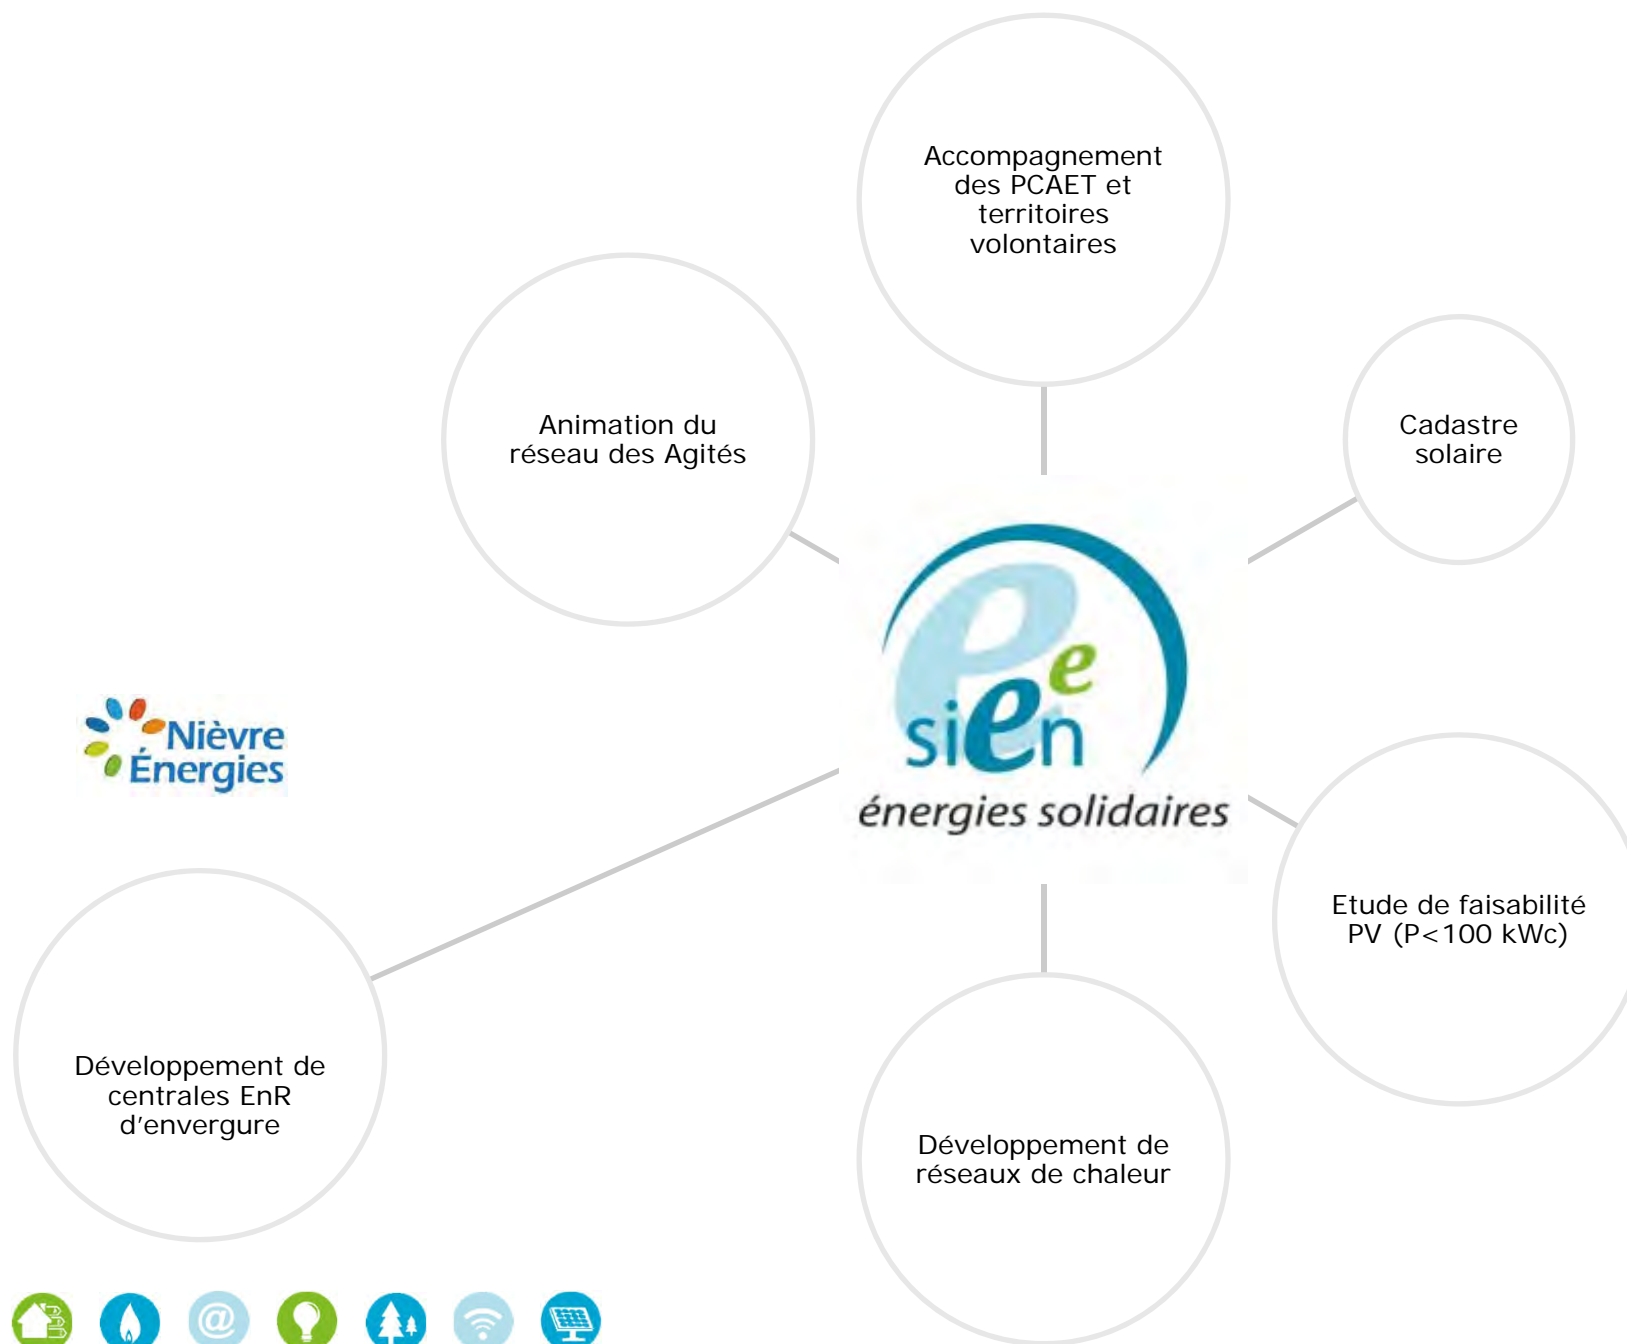 Accompagnement
des PCAET et
territoires
volontaires
Animation du
réseau des Agités
Cadastre
solaire
sieeen
énergies solidaires
Nièvre
Énergies
Etude de faisabilité
PV (P<100 kWc)
Développement de
centrales EnR
d’envergure
Développement de
réseaux de chaleur
@